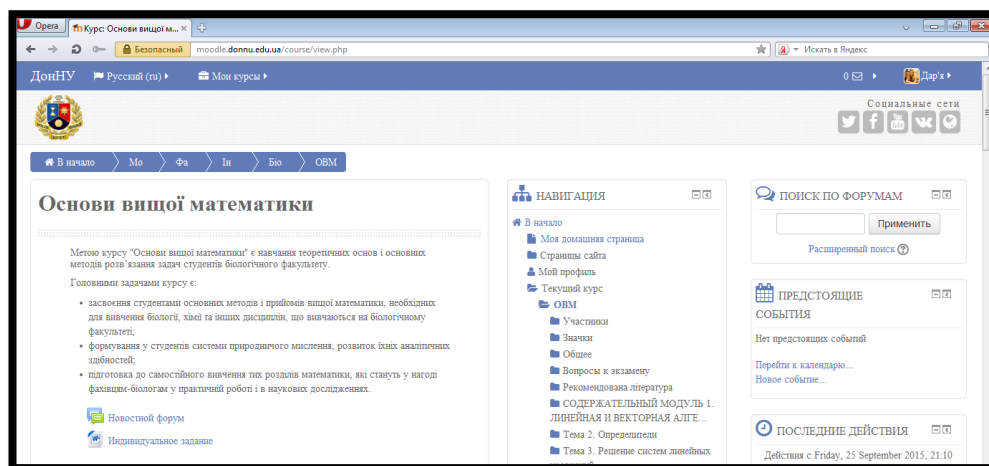 Opera
Курс: Основи вищої м...
Безопасный
moodle.donnu.edu.ua/course/view.php
Искать в Яндекс
ДонНУ
Русский (ru)
Мои курсы
0
Дар'я
Социальные сети
You
Tube
В начало
Мо
Фа
Ін
Біо
ОВМ
Основи вищої математики
Метою курсу "Основи вищої математики" є навчання теоретичних основ і основних
методів розв`язання задач студентів біологічного факультету.
Головними задачами курсу є:
засвоєння студентами основних методів і прийомів вищої математики, необхідних
для вивчення біології, хімії та інших дисциплін, що вивчаються на біологічному
факультеті;
формування у студентів системи природничого мислення, розвиток їхніх аналітичних
здібностей;
підготовка до самостійного вивчення тих розділів математики, які стануть у нагоді
фахівцям-біологам у практичній роботі і в наукових дослідженнях.
Новостной форум
Индивидуальное задание
НАВИГАЦИЯ
В начало
Моя домашняя страница
Страницы сайта
Мой профиль
Текущий курс
ОВМ
Участники
Значки
Общее
Вопросы к экзамену
Рекомендована література
СОДЕРЖАТЕЛЬНЫЙ МОДУЛЬ 1.
ЛИНЕЙНАЯ И ВЕКТОРНАЯ АЛГЕ...
Тема 2. Определители
Тема 3. Решение систем линейных
ПОИСК ПО ФОРУМАМ
Применить
Расширенный поиск
ПРЕДСТОЯЩИЕ
СОБЫТИЯ
Нет предстоящих событий
Перейти к календарю...
Новое событие...
ПОСЛЕДНИЕ ДЕЙСТВИЯ
Действия с Friday, 25 September 2015, 21:10